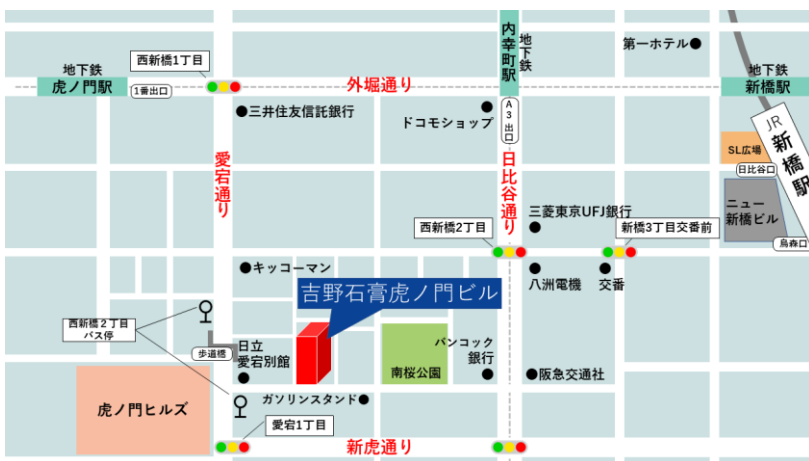 西新橋1丁目
地下鉄
虎ノ門駅
1番出口
外堀通り
内幸町駅
地下鉄
A3出口
第一ホテル
地下鉄
新橋駅
三井住友信託銀行
ドコモショップ
JR
新橋駅
SL広場
日比谷口
愛宕通り
日比谷通り
ニュー
新橋ビル
烏森口
三菱東京UFJ銀行
西新橋2丁目
新橋3丁目交番前
キッコーマン
八洲電機
交番
吉野石膏虎ノ門ビル
西新橋2丁目
バス停
歩道橋
日立
愛宕別館
南桜公園
バンコック
銀行
阪急交通社
虎ノ門ヒルズ
ガソリンスタンド
愛宕1丁目
新虎通り